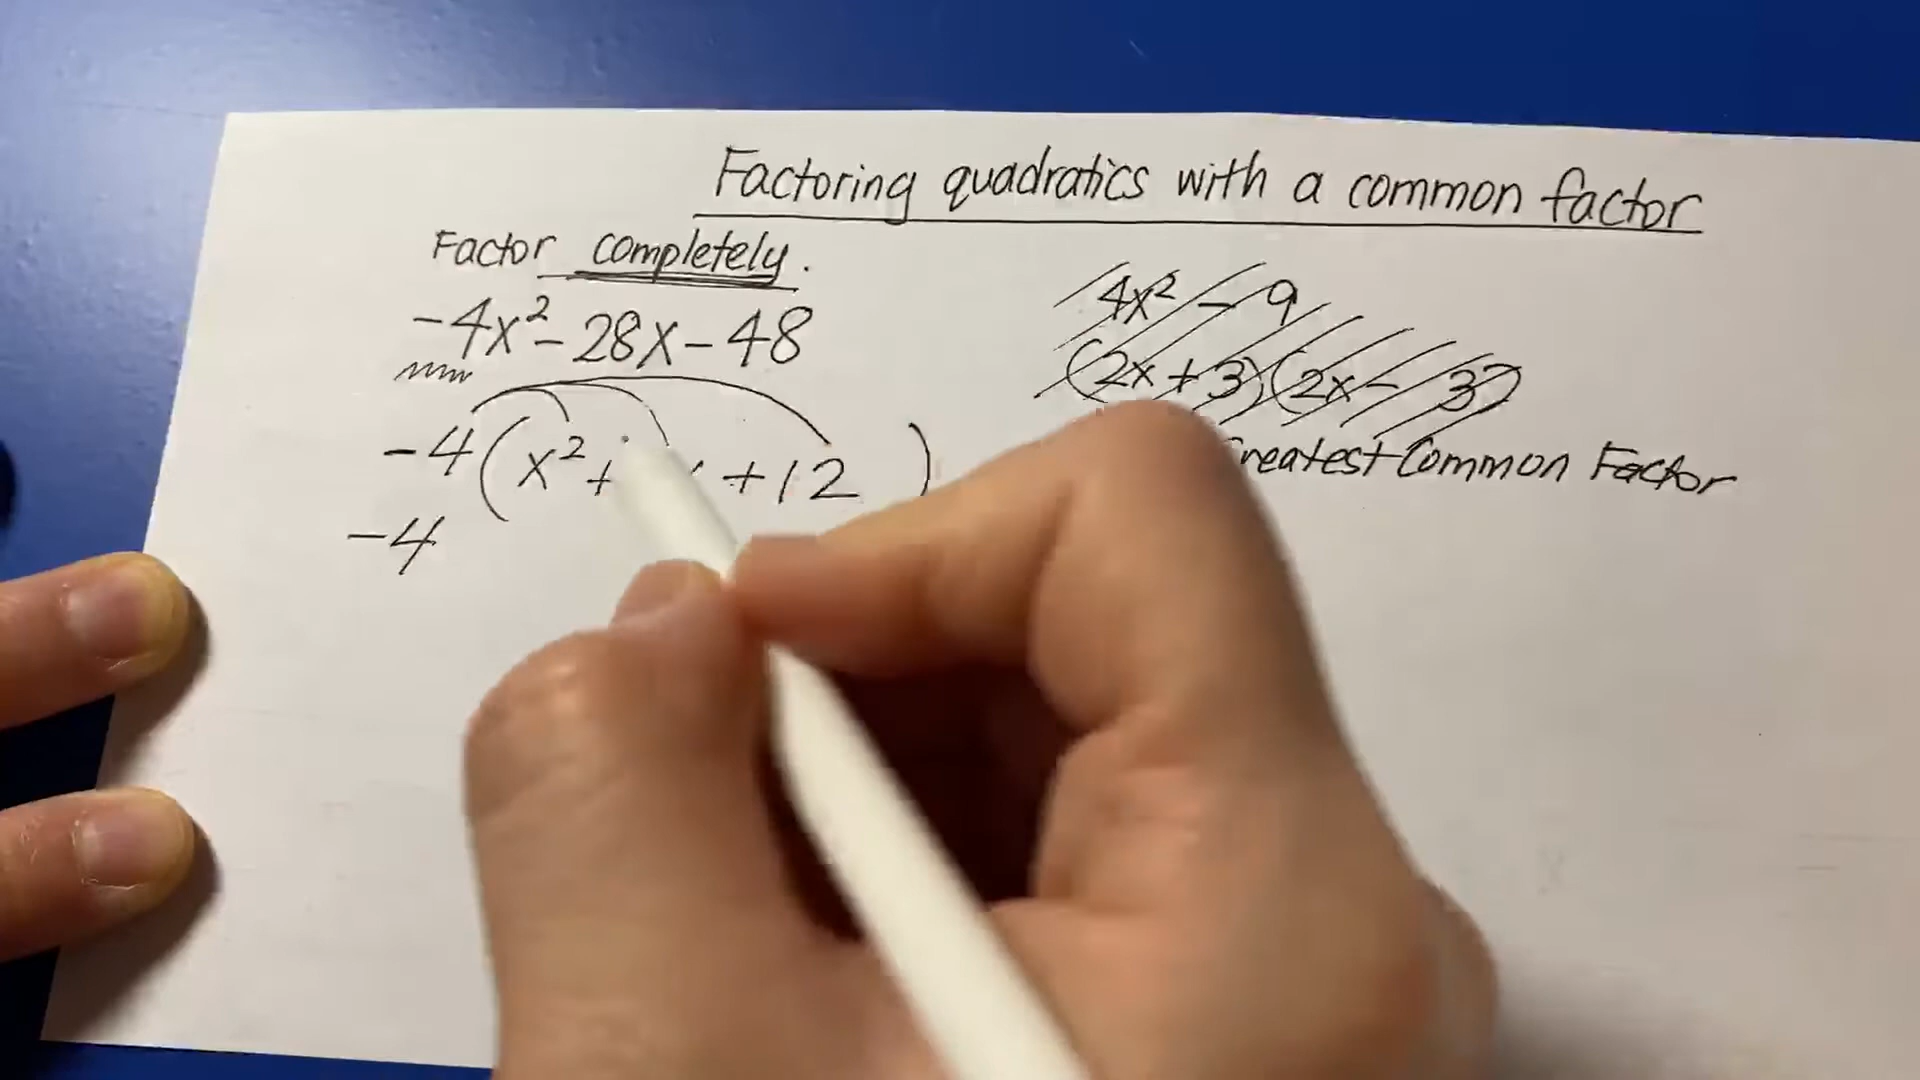 Factoring quadratics with a common factor
Factor completely.
-4x² - 28x - 48
-4(x² + + 12 )
-4
4x² - 9
(2x + 3)(2x - 3)
Common Factor